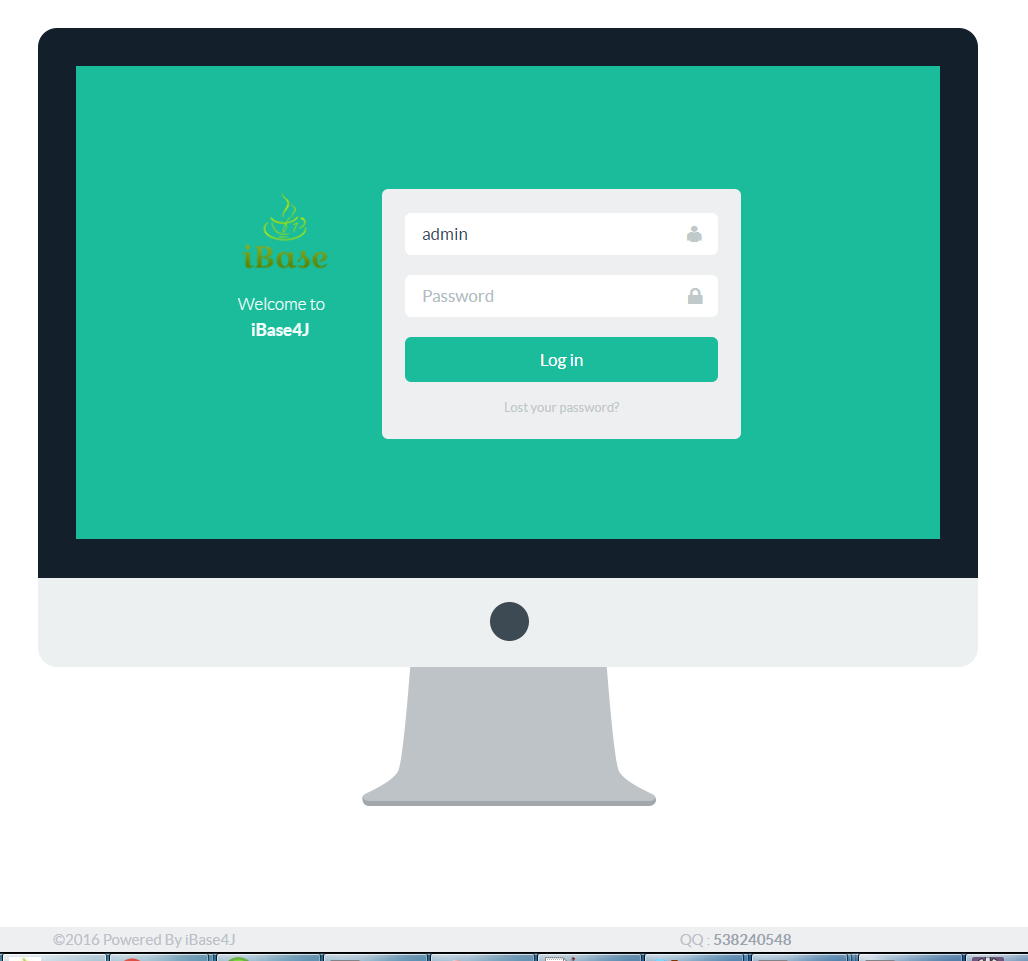 iBase
Welcome to
iBase4J
admin
Password
Log in
Lost your password?
©2016 Powered By iBase4J
QQ : 538240548